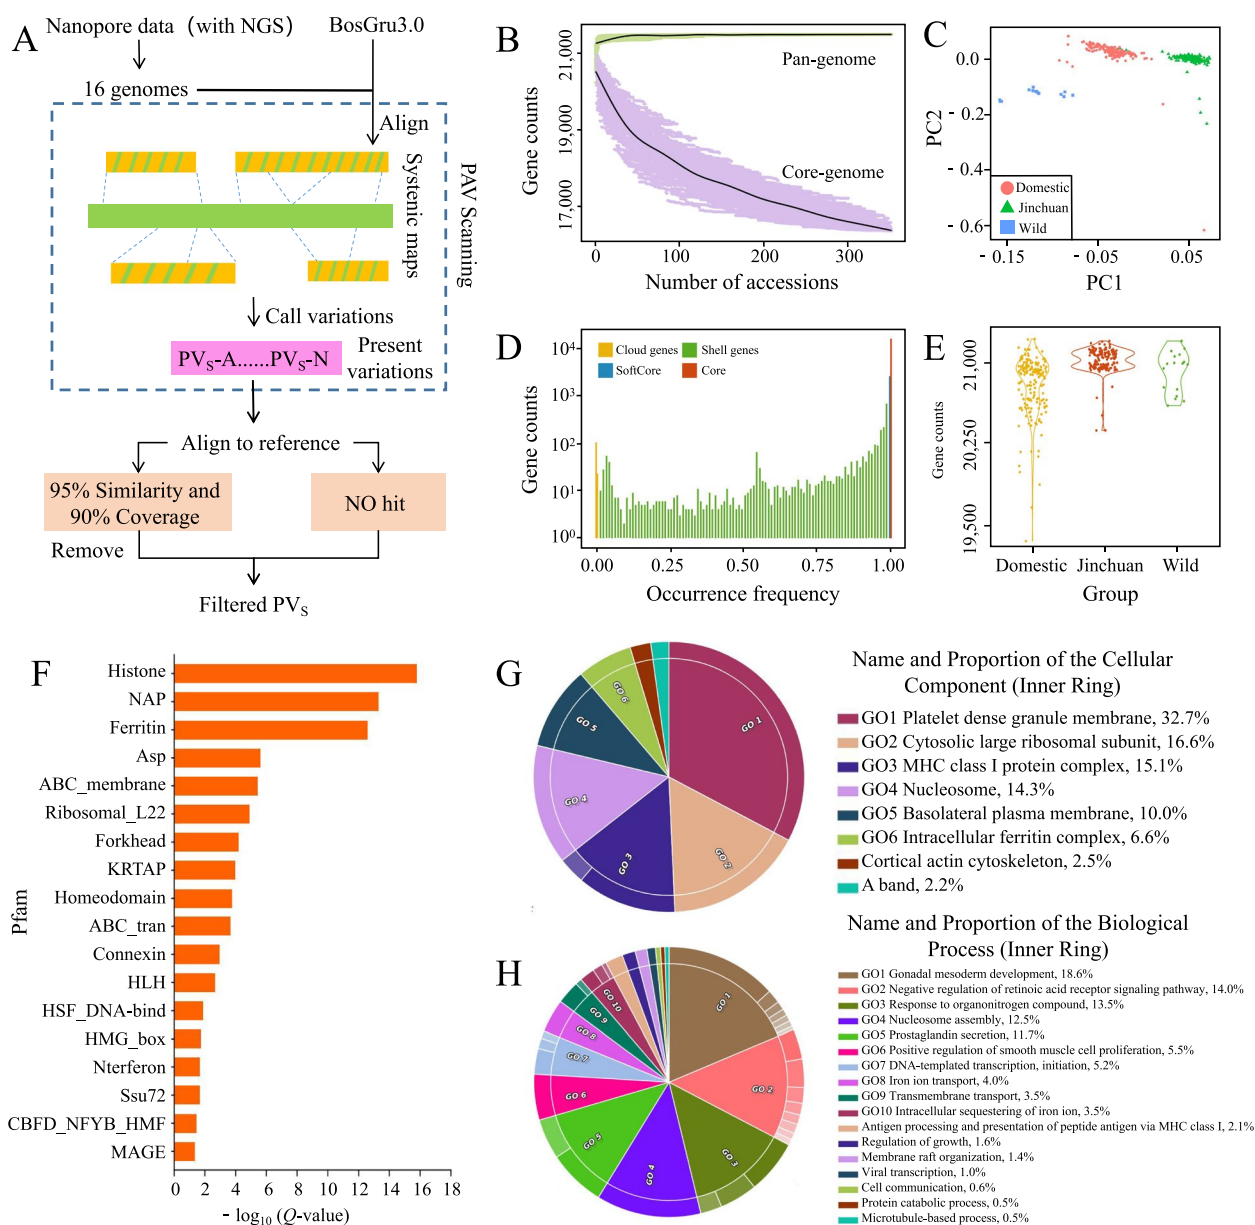 A
Nanopore data (with NGS)
BosGru3.0
16 genomes
Align
Systenic maps
PAV Scanning
Call variations
PVS-A......PVS-N
Present
variations
Align to reference
95% Similarity and
90% Coverage
NO hit
Remove
Filtered PVS
B
Gene counts
21,000
19,000
17,000
Pan-genome
Core-genome
0
100
200
300
Number of accessions
C
PC2
0.0
- 0.2
- 0.4
- 0.6
Domestic
Jinchuan
Wild
- 0.15
- 0.05
0.05
PC1
D
Gene counts
10⁴
10³
10²
10¹
10⁰
Cloud genes
Shell genes
SoftCore
Core
0.00
0.25
0.50
0.75
1.00
Occurrence frequency
E
Gene counts
21,000
20,250
19,500
Domestic
Jinchuan
Wild
Group
F
Pfam
Histone
NAP
Ferritin
Asp
ABC_membrane
Ribosomal_L22
Forkhead
KRTAP
Homeodomain
ABC_tran
Connexin
HLH
HSF_DNA-bind
HMG_box
Nterferon
Ssu72
CBFD_NFYB_HMF
MAGE
0 2 4 6 8 10 12 14 16 18
- log10 (Q-value)
G
GO 1
GO 2
GO 3
GO 4
GO 5
GO 6
Name and Proportion of the Cellular
Component (Inner Ring)
GO1 Platelet dense granule membrane, 32.7%
GO2 Cytosolic large ribosomal subunit, 16.6%
GO3 MHC class I protein complex, 15.1%
GO4 Nucleosome, 14.3%
GO5 Basolateral plasma membrane, 10.0%
GO6 Intracellular ferritin complex, 6.6%
Cortical actin cytoskeleton, 2.5%
A band, 2.2%
H
GO 1
GO 2
GO 3
GO 4
GO 5
GO 6
GO 7
GO 8
GO 9
GO 10
Name and Proportion of the Biological
Process (Inner Ring)
GO1 Gonadal mesoderm development, 18.6%
GO2 Negative regulation of retinoic acid receptor signaling pathway, 14.0%
GO3 Response to organonitrogen compound, 13.5%
GO4 Nucleosome assembly, 12.5%
GO5 Prostaglandin secretion, 11.7%
GO6 Positive regulation of smooth muscle cell proliferation, 5.5%
GO7 DNA-templated transcription, initiation, 5.2%
GO8 Iron ion transport, 4.0%
GO9 Transmembrane transport, 3.5%
GO10 Intracellular sequestering of iron ion, 3.5%
Antigen processing and presentation of peptide antigen via MHC class I, 2.1%
Regulation of growth, 1.6%
Membrane raft organization, 1.4%
Viral transcription, 1.0%
Cell communication, 0.6%
Protein catabolic process, 0.5%
Microtubule-based process, 0.5%